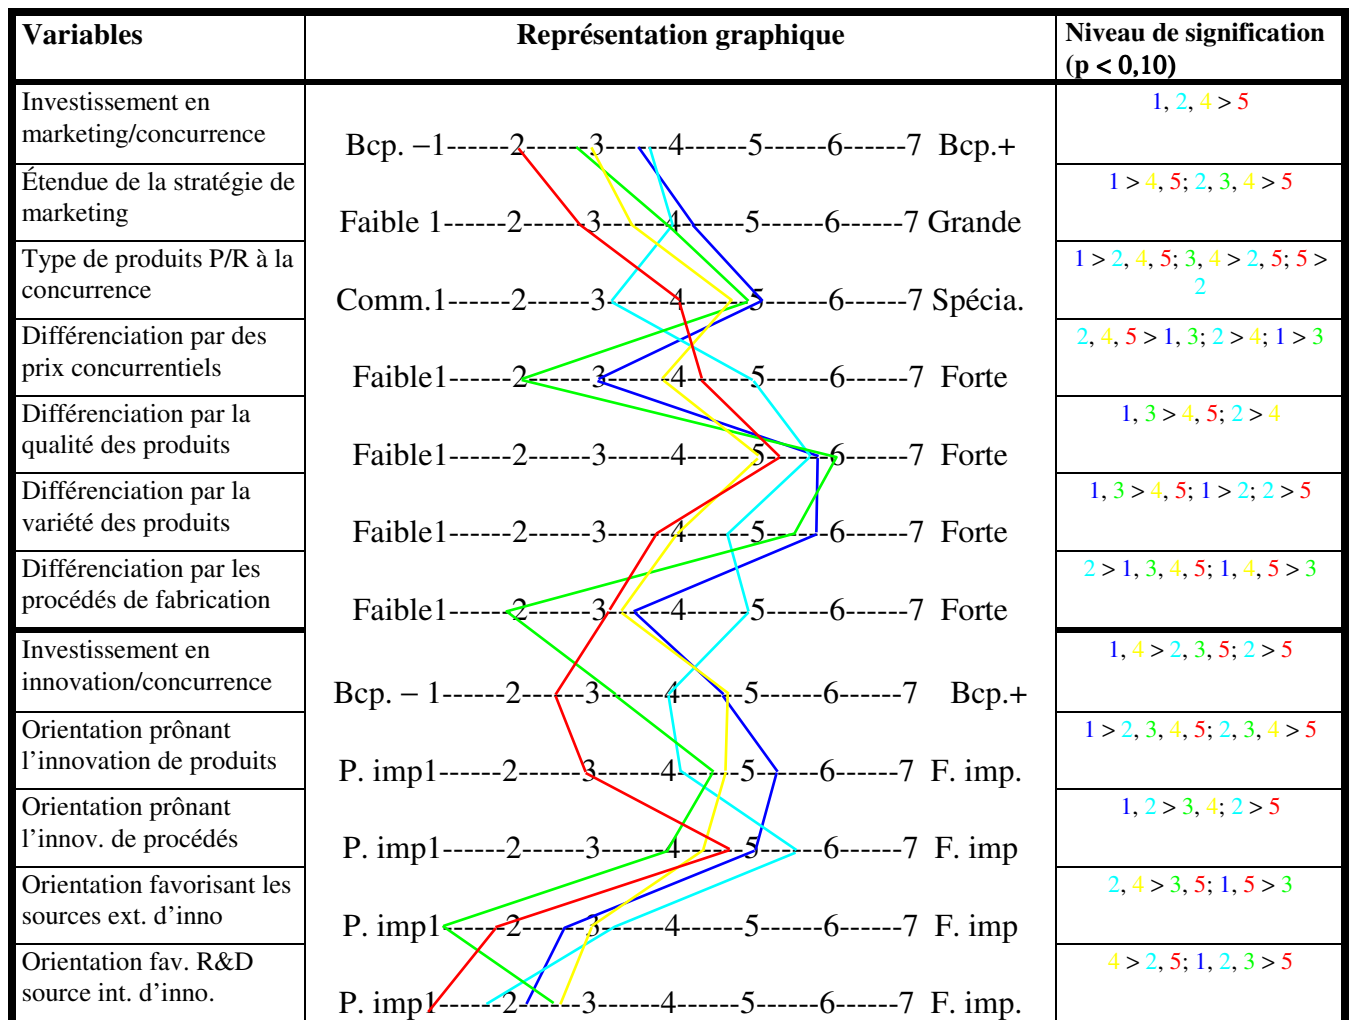 Variables
Représentation graphique
Niveau de signification
(p < 0,10)
Investissement en
marketing/concurrence
Bcp. −1------2------3------4------5------6------7 Bcp.+
1, 2, 4 > 5
Étendue de la stratégie de
marketing
Faible 1------2------3------4------5------6------7 Grande
1 > 4, 5; 2, 3, 4 > 5
Type de produits P/R à la
concurrence
Comm.1------2------3------4------5------6------7 Spécia.
1 > 2, 4, 5; 3, 4 > 2, 5; 5 >
2
Différenciation par des
prix concurrentiels
Faible1------2------3------4------5------6------7 Forte
2, 4, 5 > 1, 3; 2 > 4; 1 > 3
Différenciation par la
qualité des produits
Faible1------2------3------4------5------6------7 Forte
1, 3 > 4, 5; 2 > 4
Différenciation par la
variété des produits
Faible1------2------3------4------5------6------7 Forte
1, 3 > 4, 5; 1 > 2; 2 > 5
Différenciation par les
procédés de fabrication
Faible1------2------3------4------5------6------7 Forte
2 > 1, 3, 4, 5; 1, 4, 5 > 3
Investissement en
innovation/concurrence
Bcp. − 1------2------3------4------5------6------7 Bcp.+
1, 4 > 2, 3, 5; 2 > 5
Orientation prônant
l’innovation de produits
P. imp1------2------3------4------5------6------7 F. imp.
1 > 2, 3, 4, 5; 2, 3, 4 > 5
Orientation prônant
l’innov. de procédés
P. imp1------2------3------4------5------6------7 F. imp
1, 2 > 3, 4; 2 > 5
Orientation favorisant les
sources ext. d’inno
P. imp1------2------3------4------5------6------7 F. imp
2, 4 > 3, 5; 1, 5 > 3
Orientation fav. R&D
source int. d’inno.
P. imp1------2------3------4------5------6------7 F. imp.
4 > 2, 5; 1, 2, 3 > 5